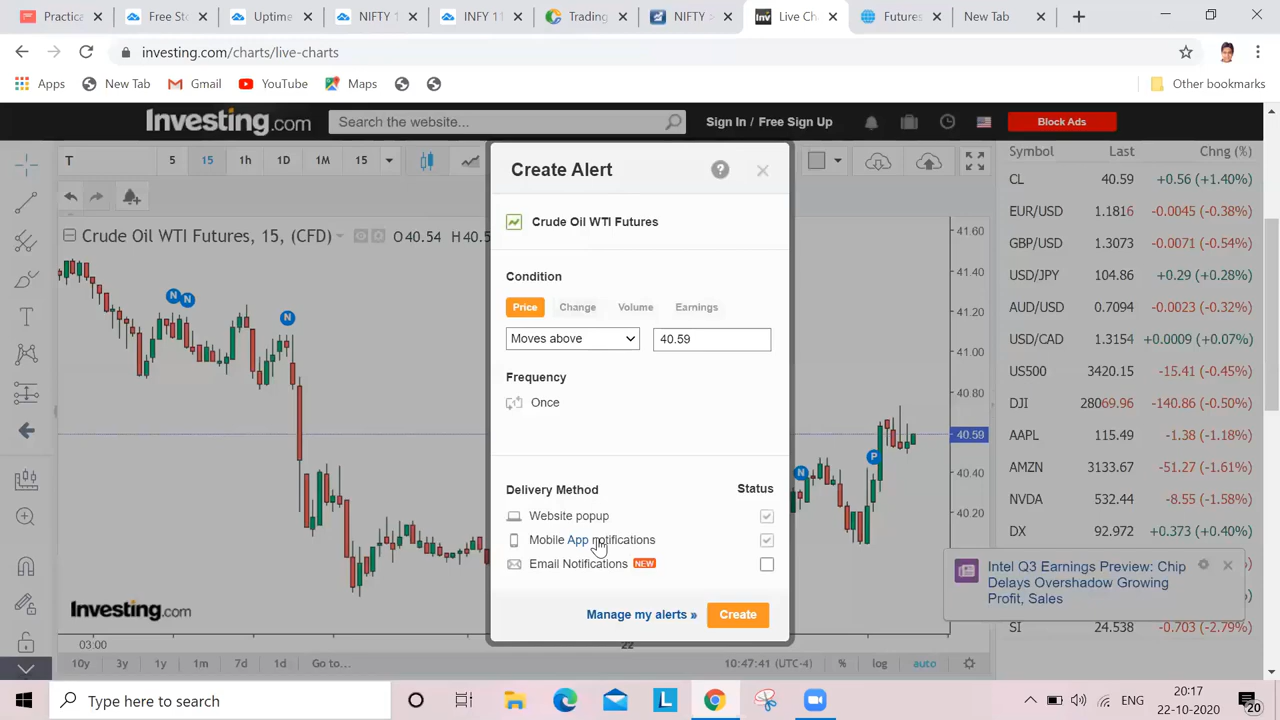 Practica
Free Sto
Uptime
NIFTY 1
INFY 11
Trading
NIFTY >
Inv
Live Ch
Futures
New Tab
investing.com/charts/live-charts
Apps
New Tab
Gmail
YouTube
Maps
Other bookmarks
Investing.com
Search the website...
Sign In / Free Sign Up
Block Ads
T
5
15
1h
1D
1M
15
Crude Oil WTI Futures, 15, (CFD)
O40.54
H40.5
Create Alert
?
Crude Oil WTI Futures
Condition
Price
Change
Volume
Earnings
Moves above
40.59
Frequency
Once
Delivery Method
Status
Website popup
Mobile App notifications
Email Notifications NEW
Manage my alerts »
Create
N
N
N
N
P
41.60
41.40
41.20
41.00
40.80
40.59
40.40
40.20
Symbol Last Chng (%)
CL 40.59 +0.56 (+1.40%)
EUR/USD 1.1816 -0.0045 (-0.38%)
GBP/USD 1.3073 -0.0071 (-0.54%)
USD/JPY 104.86 +0.29 (+0.28%)
AUD/USD 0.7094 -0.0023 (-0.32%)
USD/CAD 1.3154 +0.0009 (+0.07%)
US500 3420.15 -15.41 (-0.45%)
DJI 28069.96 -140.86 (-0.50%)
AAPL 115.49 -1.38 (-1.18%)
AMZN 3133.67 -51.27 (-1.61%)
NVDA 532.44 -8.55 (-1.58%)
DX 92.972 +0.373 (+0.40%)
Intel Q3 Earnings Preview: Chip
Delays Overshadow Growing
Profit, Sales
SI 24.538 -0.703 (-2.79%)
Investing.com
03:00
22
10y
3y
1y
1m
7d
1d
Go to...
10:47:41 (UTC-4)
%
log
auto
Type here to search
L
ENG
20:17
22-10-2020
20